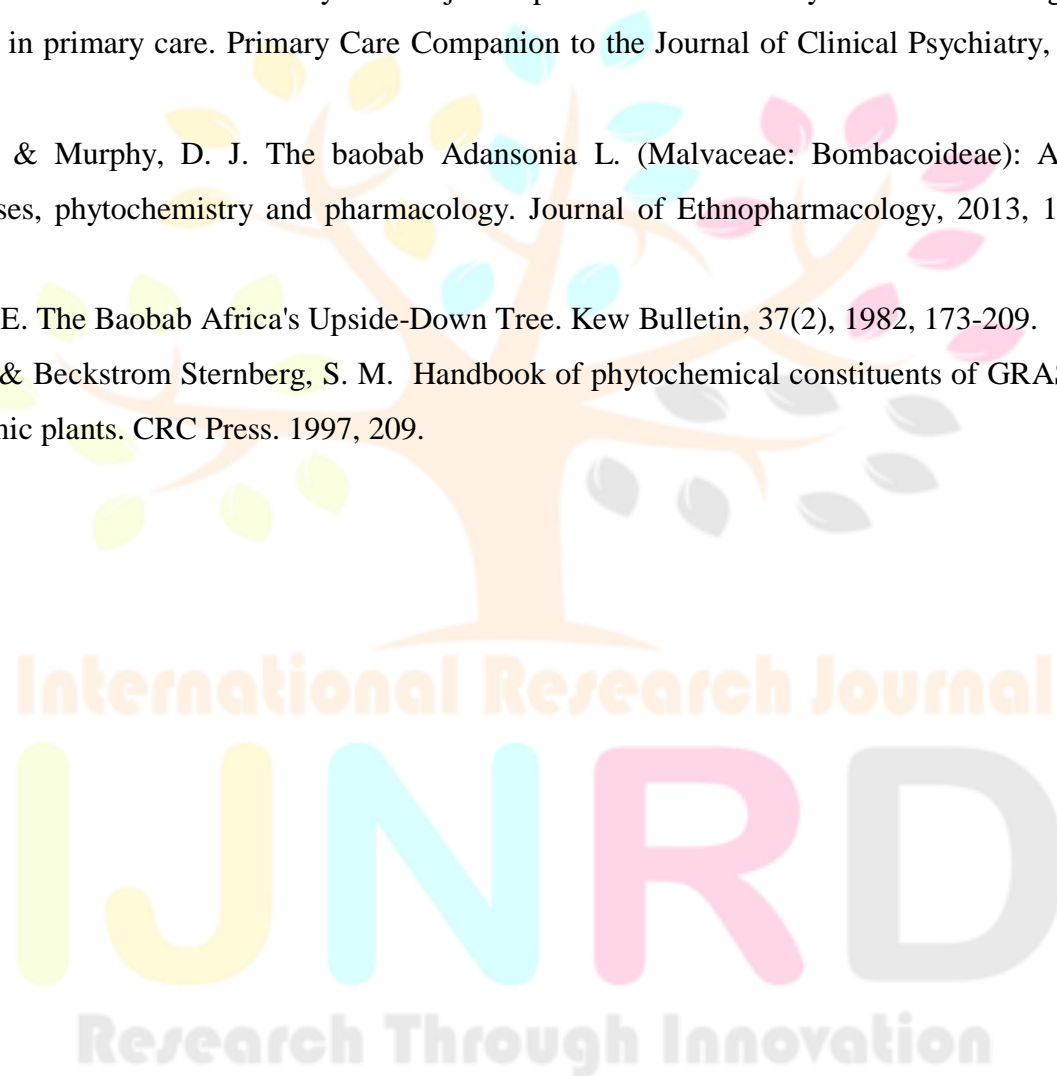 in primary care. Primary Care Companion to the Journal of Clinical Psychiatry,
& Murphy, D. J. The baobab Adansonia L. (Malvaceae: Bombacoideae): A
ses, phytochemistry and pharmacology. Journal of Ethnopharmacology, 2013, 1
E. The Baobab Africa's Upside-Down Tree. Kew Bulletin, 37(2), 1982, 173-209.
& Beckstrom Sternberg, S. M. Handbook of phytochemical constituents of GRAS
nic plants. CRC Press. 1997, 209.
International Research Journal
IJNRD
Research Through Innovation